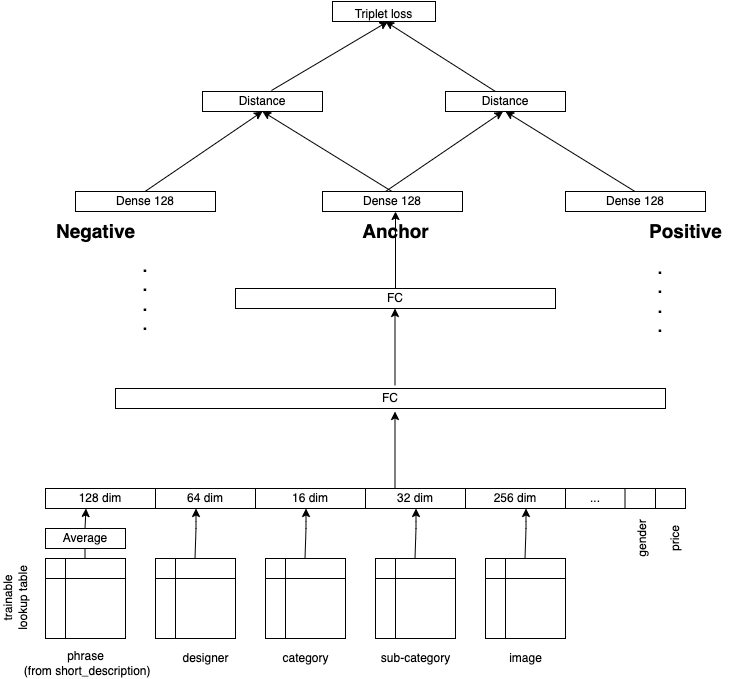 Triplet loss
Distance Distance
Dense 128 Dense 128 Dense 128
Negative Anchor Positive
FC
FC
128 dim 64 dim 16 dim 32 dim 256 dim ...
Average
gender
price
trainable
lookup table
phrase designer category sub-category image
(from short_description)